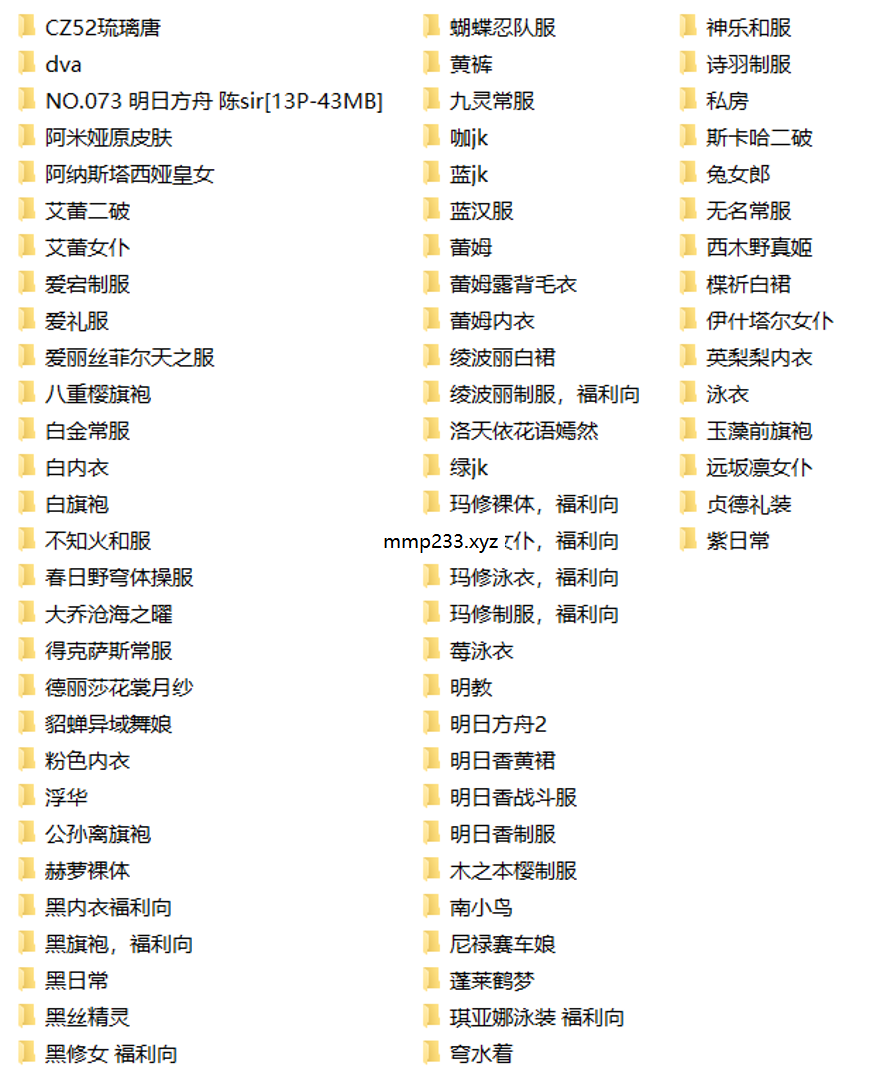 CZ52琉璃唐
dva
NO.073 明日方舟 陈sir[13P-43MB]
阿米娅原皮肤
阿纳斯塔西娅皇女
艾蕾二破
艾蕾女仆
爱宕制服
爱礼服
爱丽丝菲尔天之服
八重樱旗袍
白金常服
白内衣
白旗袍
不知火和服
春日野穹体操服
大乔沧海之曜
得克萨斯常服
德丽莎花裳月纱
貂蝉异域舞娘
粉色内衣
浮华
公孙离旗袍
赫萝裸体
黑内衣福利向
黑旗袍，福利向
黑日常
黑丝精灵
黑修女 福利向
蝴蝶忍队服
黄裤
九灵常服
咖jk
蓝jk
蓝汉服
蕾姆
蕾姆露背毛衣
蕾姆内衣
绫波丽白裙
绫波丽制服，福利向
洛天依花语嫣然
绿jk
玛修裸体，福利向
mmp233.xyz 仆，福利向
玛修泳衣，福利向
玛修制服，福利向
莓泳衣
明教
明日方舟2
明日香黄裙
明日香战斗服
明日香制服
木之本樱制服
南小鸟
尼禄赛车娘
蓬莱鹤梦
琪亚娜泳装 福利向
穹水着
神乐和服
诗羽制服
私房
斯卡哈二破
兔女郎
无名常服
西木野真姬
楪祈白裙
伊什塔尔女仆
英梨梨内衣
泳衣
玉藻前旗袍
远坂凛女仆
贞德礼装
紫日常